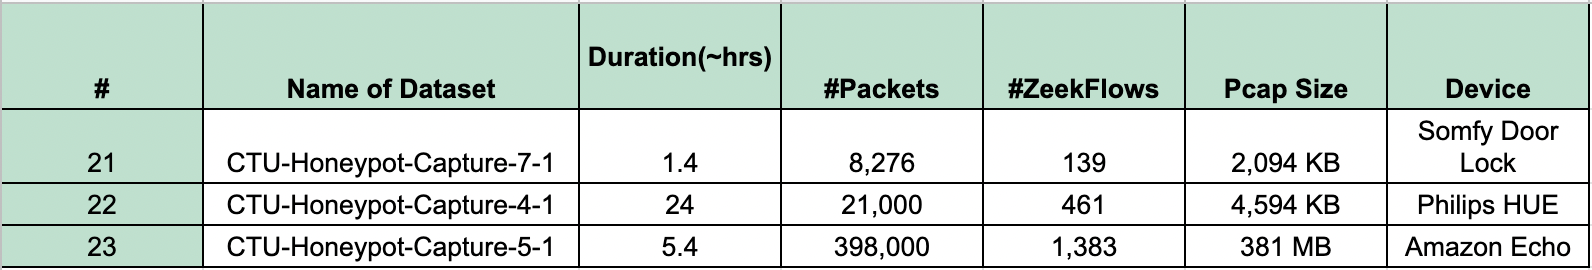 # Name of Dataset Duration(~hrs) #Packets #ZeekFlows Pcap Size Device
21 CTU-Honeypot-Capture-7-1 1.4 8,276 139 2,094 KB Somfy Door Lock
22 CTU-Honeypot-Capture-4-1 24 21,000 461 4,594 KB Philips HUE
23 CTU-Honeypot-Capture-5-1 5.4 398,000 1,383 381 MB Amazon Echo